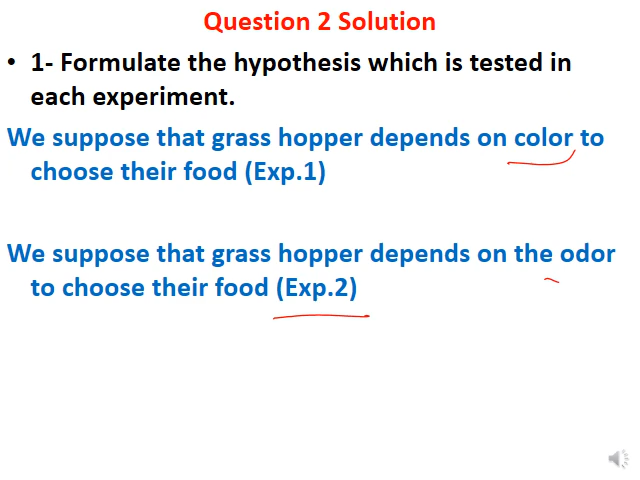 Question 2 Solution
• 1- Formulate the hypothesis which is tested in
each experiment.
We suppose that grass hopper depends on color to
choose their food (Exp.1)
We suppose that grass hopper depends on the odor
to choose their food (Exp.2)